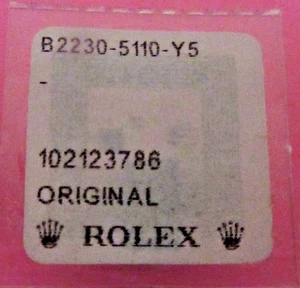 B2230-5110-Y5
-
102123786
ORIGINAL
ROLEX